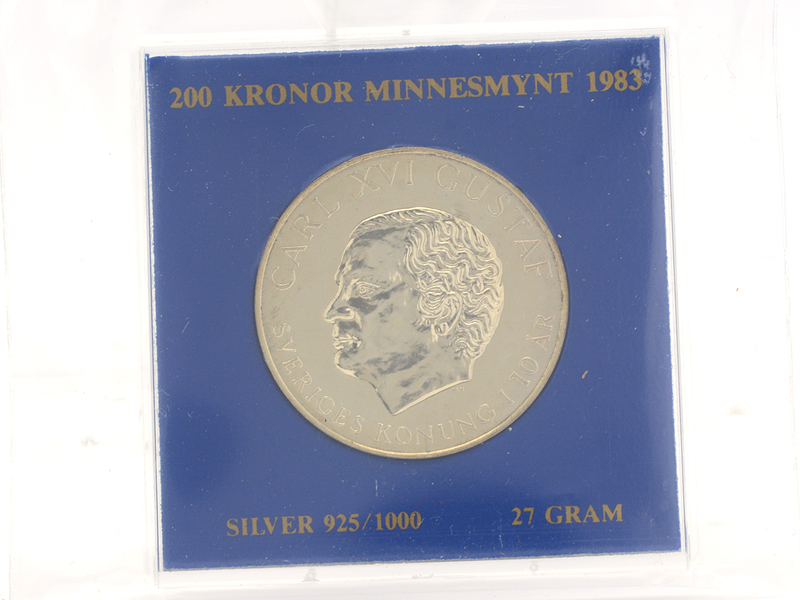 200 KRONOR MINNESMYNT 1983
CARL XVI GUSTAF
SVERIGES KONUNG I 10 ÅR
SILVER 925/1000
27 GRAM